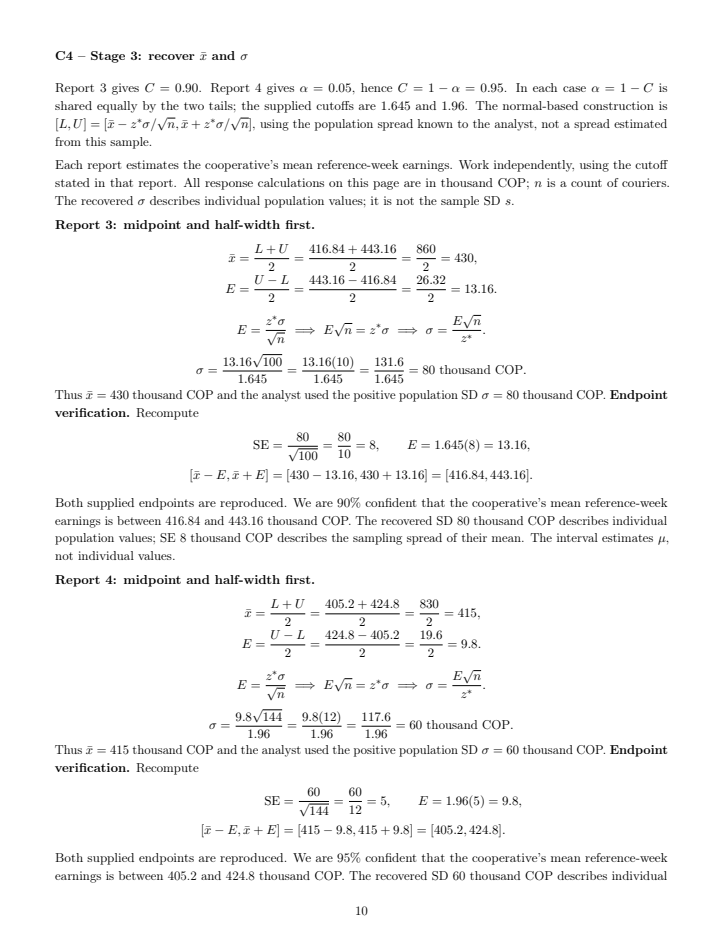 C4 – Stage 3: recover x̄ and σ
Report 3 gives C = 0.90. Report 4 gives α = 0.05, hence C = 1 − α = 0.95. In each case α = 1 − C is
shared equally by the two tails; the supplied cutoffs are 1.645 and 1.96. The normal-based construction is
[L, U] = [x̄ − z*σ/√n, x̄ + z*σ/√n], using the population spread known to the analyst, not a spread estimated
from this sample.
Each report estimates the cooperative's mean reference-week earnings. Work independently, using the cutoff
stated in that report. All response calculations on this page are in thousand COP; n is a count of couriers.
The recovered σ describes individual population values; it is not the sample SD s.
Report 3: midpoint and half-width first.
x̄ = (L + U)/2 = (416.84 + 443.16)/2 = 860/2 = 430,
E = (U − L)/2 = (443.16 − 416.84)/2 = 26.32/2 = 13.16.
E = z*σ/√n ⟹ E√n = z*σ ⟹ σ = E√n/z*.
σ = 13.16√100/1.645 = 13.16(10)/1.645 = 131.6/1.645 = 80 thousand COP.
Thus x̄ = 430 thousand COP and the analyst used the positive population SD σ = 80 thousand COP. Endpoint
verification. Recompute
SE = 80/√100 = 80/10 = 8, E = 1.645(8) = 13.16,
[x̄ − E, x̄ + E] = [430 − 13.16, 430 + 13.16] = [416.84, 443.16].
Both supplied endpoints are reproduced. We are 90% confident that the cooperative's mean reference-week
earnings is between 416.84 and 443.16 thousand COP. The recovered SD 80 thousand COP describes individual
population values; SE 8 thousand COP describes the sampling spread of their mean. The interval estimates μ,
not individual values.
Report 4: midpoint and half-width first.
x̄ = (L + U)/2 = (405.2 + 424.8)/2 = 830/2 = 415,
E = (U − L)/2 = (424.8 − 405.2)/2 = 19.6/2 = 9.8.
E = z*σ/√n ⟹ E√n = z*σ ⟹ σ = E√n/z*.
σ = 9.8√144/1.96 = 9.8(12)/1.96 = 117.6/1.96 = 60 thousand COP.
Thus x̄ = 415 thousand COP and the analyst used the positive population SD σ = 60 thousand COP. Endpoint
verification. Recompute
SE = 60/√144 = 60/12 = 5, E = 1.96(5) = 9.8,
[x̄ − E, x̄ + E] = [415 − 9.8, 415 + 9.8] = [405.2, 424.8].
Both supplied endpoints are reproduced. We are 95% confident that the cooperative's mean reference-week
earnings is between 405.2 and 424.8 thousand COP. The recovered SD 60 thousand COP describes individual
10